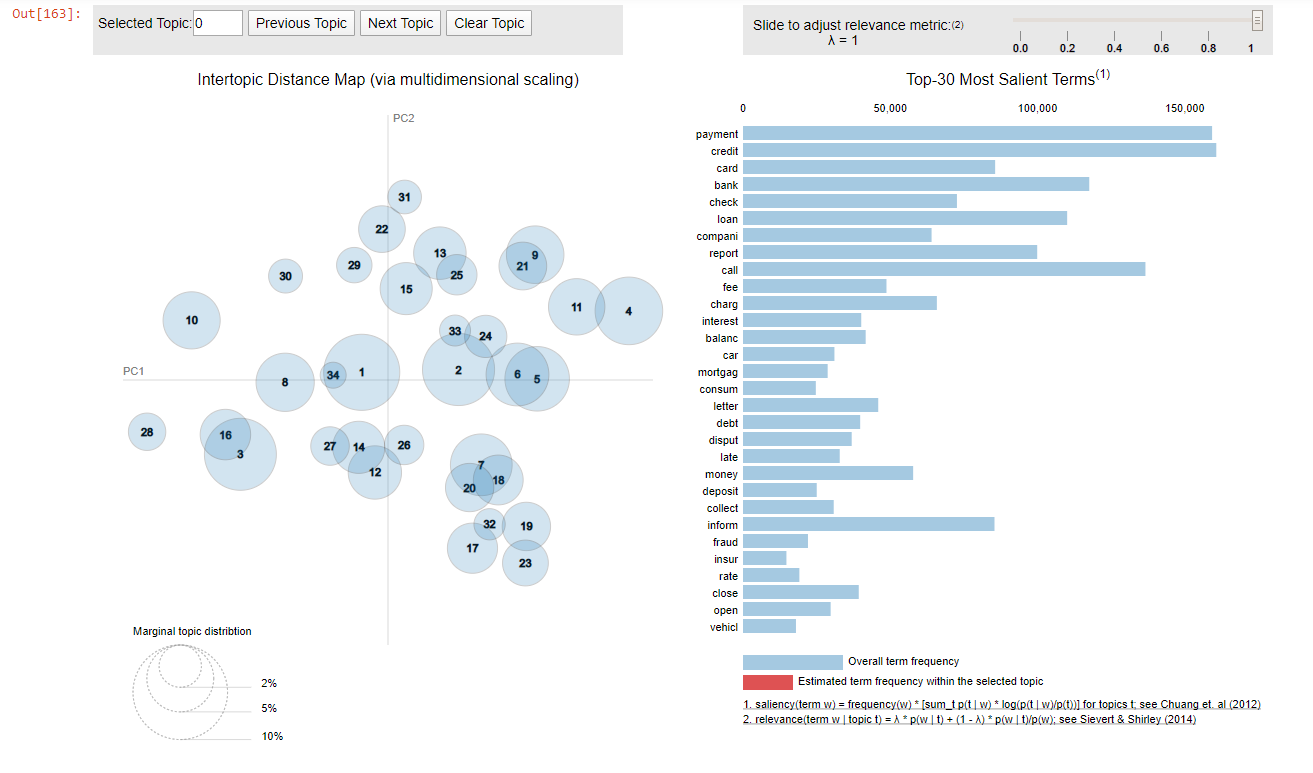 Out[163]:
Selected Topic: 0 Previous Topic Next Topic Clear Topic
Slide to adjust relevance metric:(2)
λ = 1
0.0 0.2 0.4 0.6 0.8 1
Intertopic Distance Map (via multidimensional scaling)
PC2
PC1
31
22
13
9
21
29
25
30
15
11
4
10
33
24
34
1
2
6
5
8
28
16
3
27
14
26
12
7
18
20
32
19
17
23
Marginal topic distribtion
2%
5%
10%
Top-30 Most Salient Terms(1)
0 50,000 100,000 150,000
payment
credit
card
bank
check
loan
compani
report
call
fee
charg
interest
balanc
car
mortgag
consum
letter
debt
disput
late
money
deposit
collect
inform
fraud
insur
rate
close
open
vehicl
Overall term frequency
Estimated term frequency within the selected topic
1. saliency(term w) = frequency(w) * [sum_t p(t | w) * log(p(t | w)/p(t))] for topics t; see Chuang et. al (2012)
2. relevance(term w | topic t) = λ * p(w | t) + (1 - λ) * p(w | t)/p(w); see Sievert & Shirley (2014)